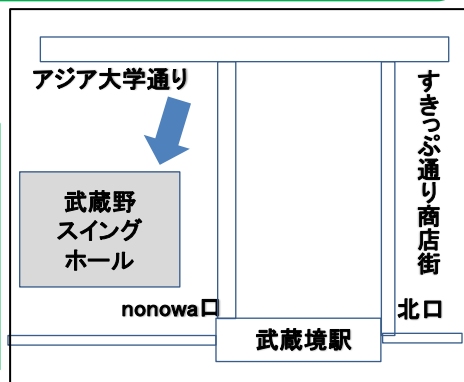 アジア大学通り
すきっぷ通り商店街
武蔵野
スイング
ホール
nonowa口
北口
武蔵境駅